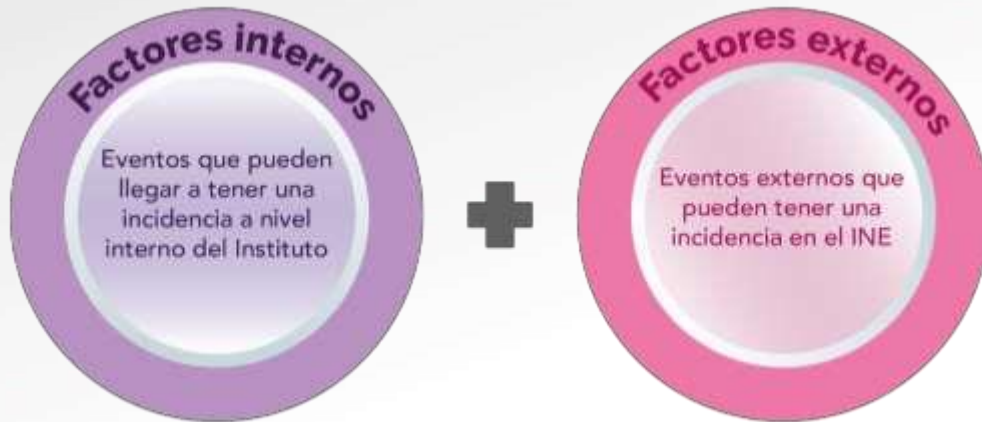 Factores internos
Eventos que pueden
llegar a tener una
incidencia a nivel
interno del Instituto
Factores externos
Eventos externos que
pueden tener una
incidencia en el INE